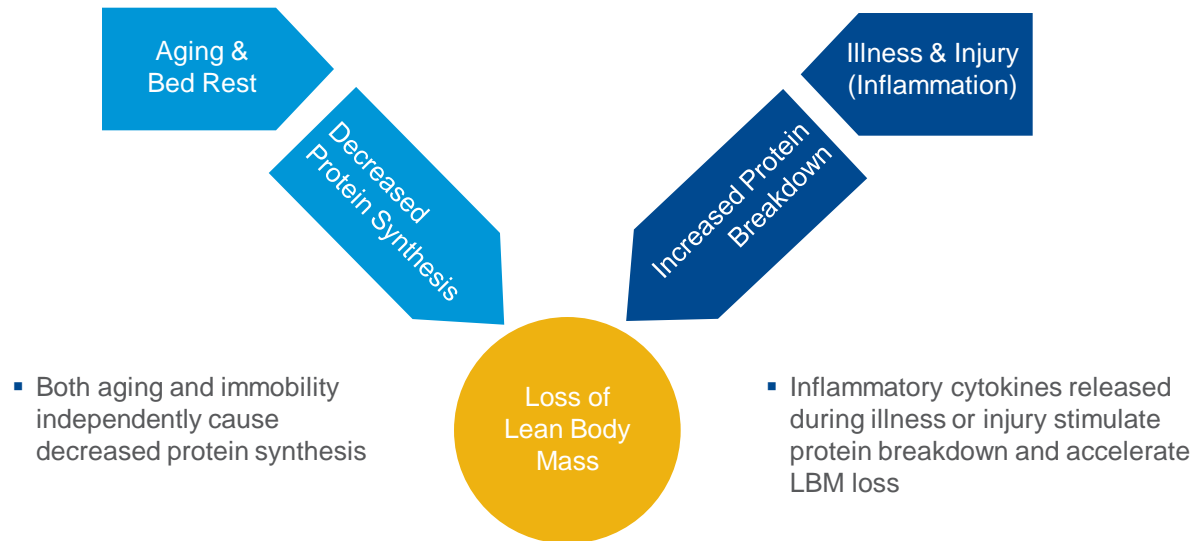 Aging &
Bed Rest
Illness & Injury
(Inflammation)
Decreased
Protein Synthesis
Increased Protein
Breakdown
Loss of
Lean Body
Mass
▪ Both aging and immobility
independently cause
decreased protein synthesis
▪ Inflammatory cytokines released
during illness or injury stimulate
protein breakdown and accelerate
LBM loss